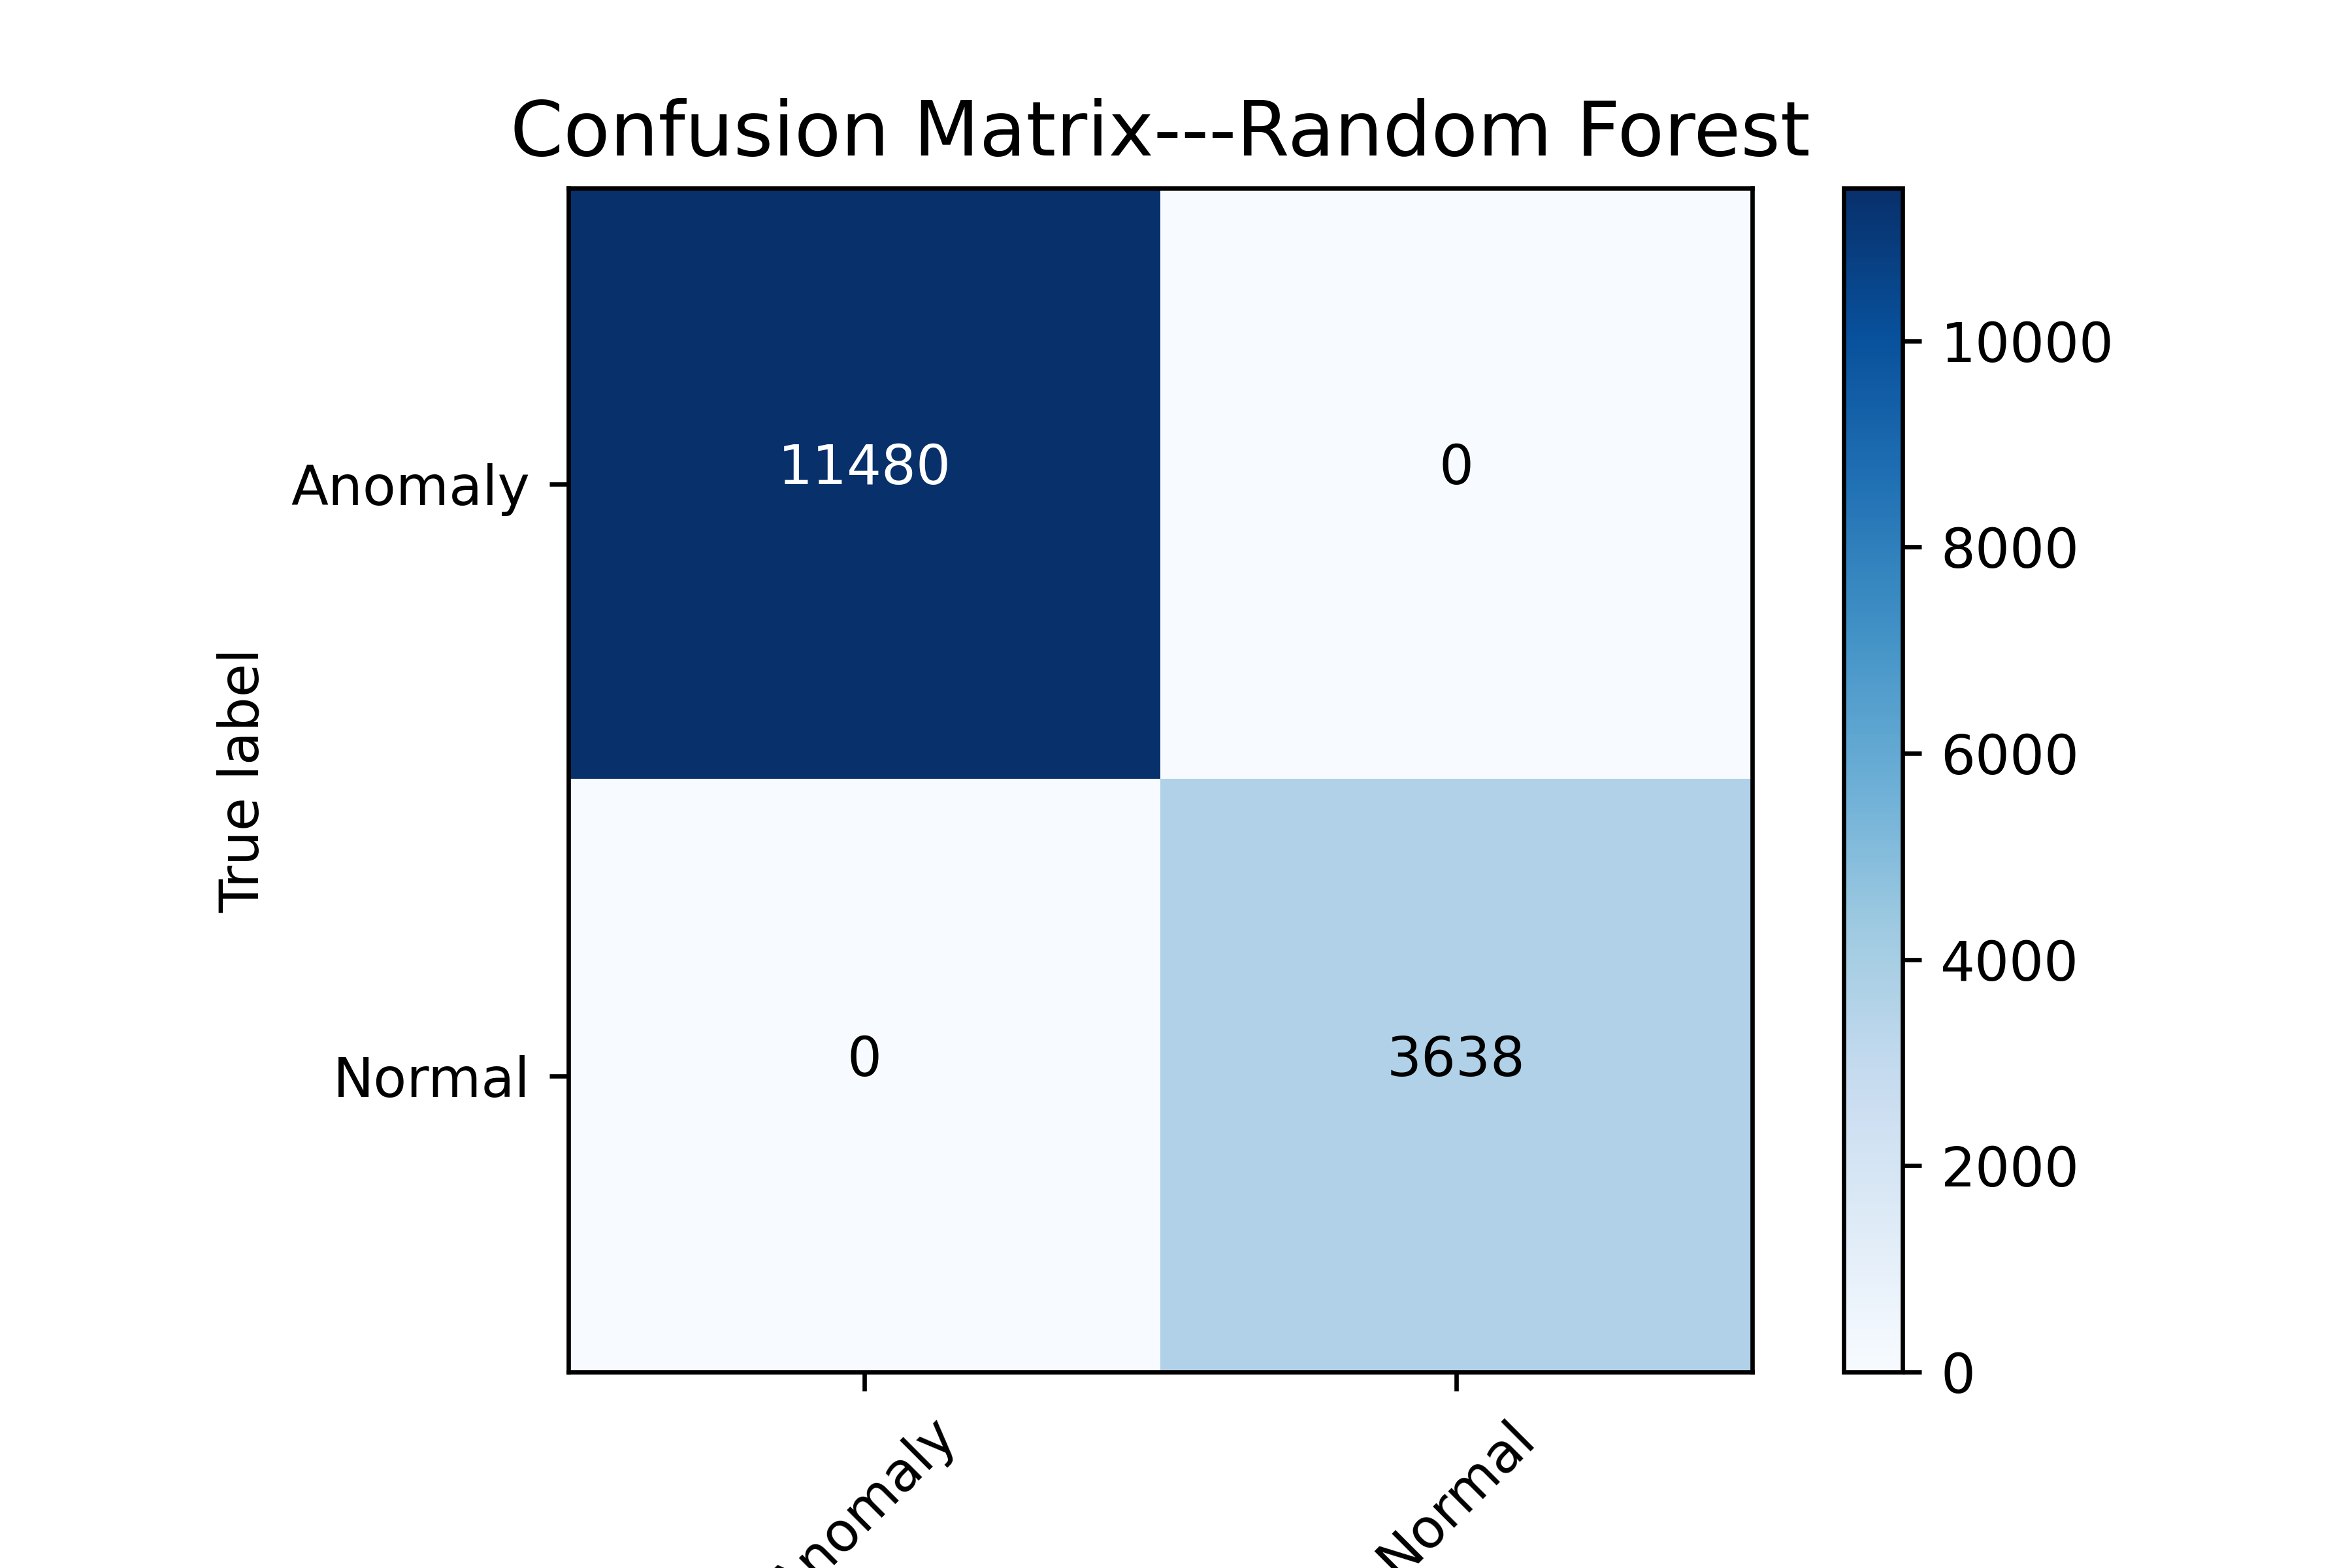 Confusion Matrix---Random Forest
11480
0
10000
Anomaly
8000
6000
True label
4000
0
3638
Normal
2000
0
Normal